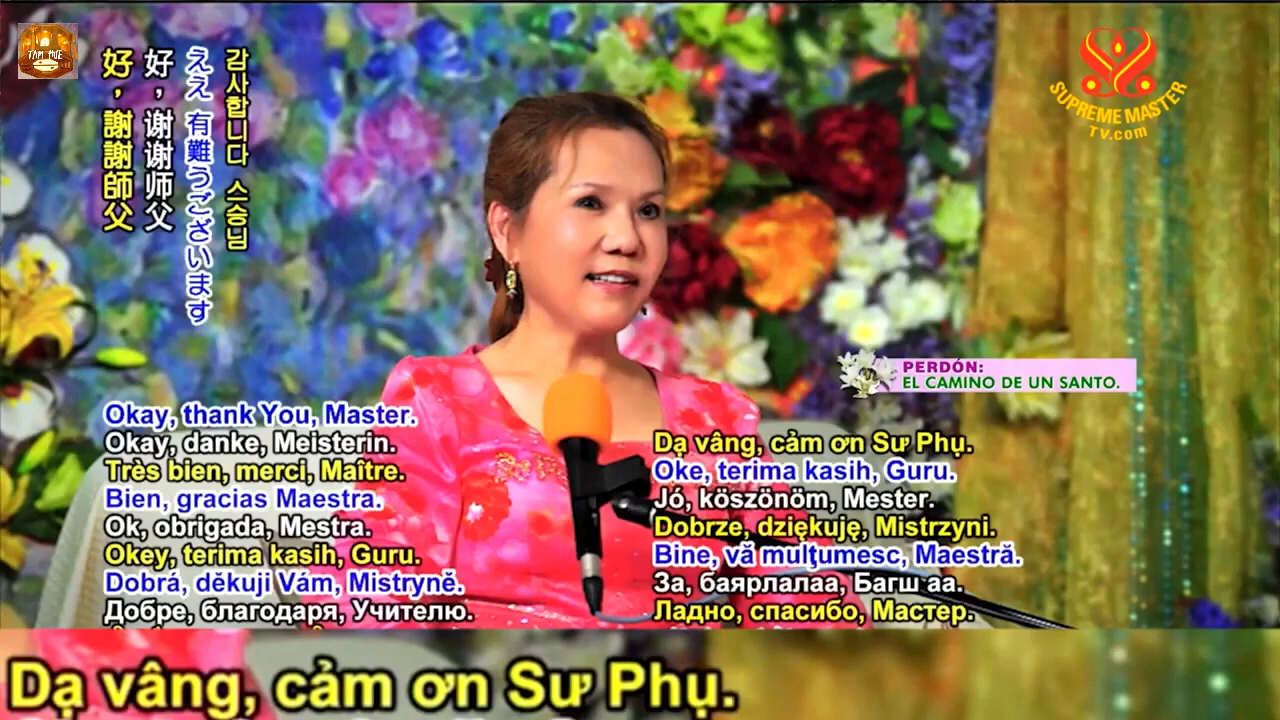 TAM TUE
好，謝謝師父
好，谢谢师父
ええ 有難うございます
감사합니다 스승님
SUPREME MASTER
TV.com
PERDÓN:
EL CAMINO DE UN SANTO.
Okay, thank You, Master.
Okay, danke, Meisterin.
Très bien, merci, Maître.
Bien, gracias Maestra.
Ok, obrigada, Mestra.
Okey, terima kasih, Guru.
Dobrá, děkuji Vám, Mistryně.
Добре, благодаря, Учителю.
Dạ vâng, cảm ơn Sư Phụ.
Oke, terima kasih, Guru.
Jó, köszönöm, Mester.
Dobrze, dziękuję, Mistrzyni.
Bine, vă mulţumesc, Maestră.
За, баярлалаа, Багш аа.
Ладно, спасибо, Мастер.
Dạ vâng, cảm ơn Sư Phụ.